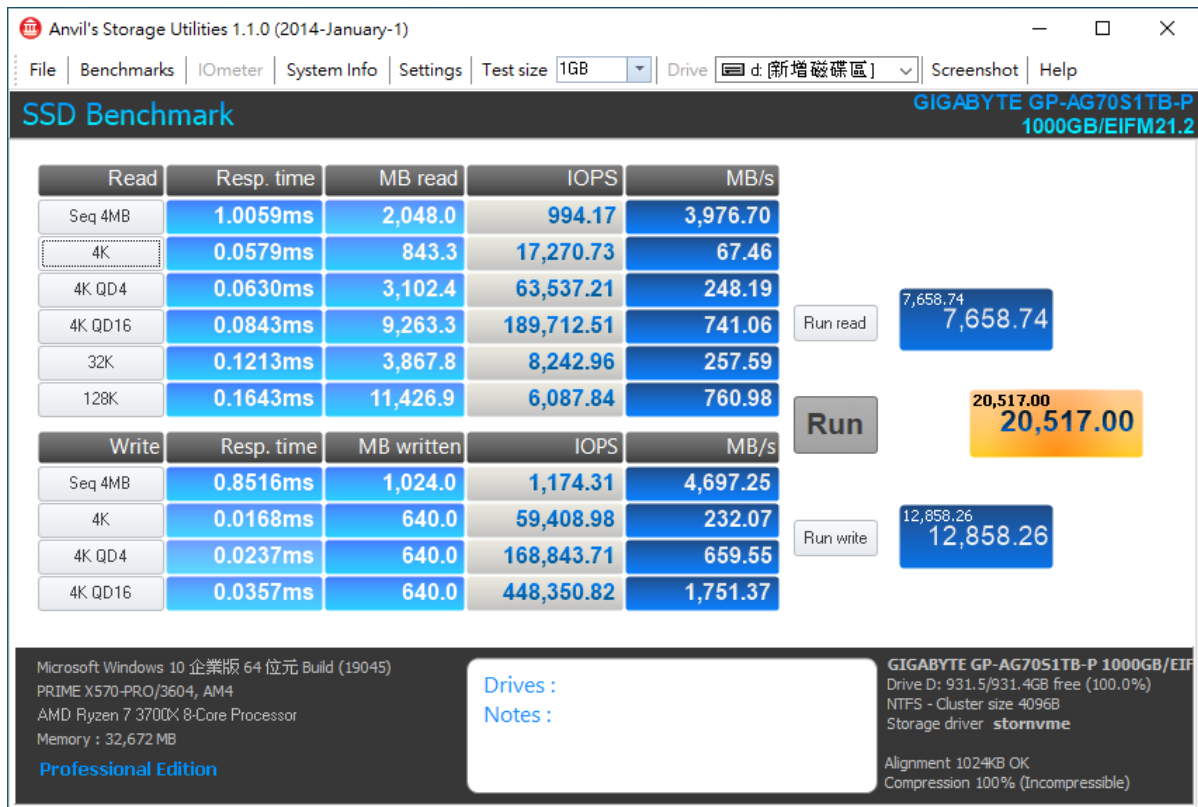 Anvil's Storage Utilities 1.1.0 (2014-January-1)
File Benchmarks IOmeter System Info Settings Test size 1GB Drive d: [新增磁碟區] Screenshot Help
SSD Benchmark
GIGABYTE GP-AG70S1TB-P
1000GB/EIFM21.2
Read Resp. time MB read IOPS MB/s
Seq 4MB 1.0059ms 2,048.0 994.17 3,976.70
4K 0.0579ms 843.3 17,270.73 67.46
4K QD4 0.0630ms 3,102.4 63,537.21 248.19
4K QD16 0.0843ms 9,263.3 189,712.51 741.06
32K 0.1213ms 3,867.8 8,242.96 257.59
128K 0.1643ms 11,426.9 6,087.84 760.98
Run read
7,658.74
7,658.74
Run
20,517.00
20,517.00
Write Resp. time MB written IOPS MB/s
Seq 4MB 0.8516ms 1,024.0 1,174.31 4,697.25
4K 0.0168ms 640.0 59,408.98 232.07
4K QD4 0.0237ms 640.0 168,843.71 659.55
4K QD16 0.0357ms 640.0 448,350.82 1,751.37
Run write
12,858.26
12,858.26
Microsoft Windows 10 企業版 64 位元 Build (19045)
PRIME X570-PRO/3604, AM4
AMD Ryzen 7 3700X 8-Core Processor
Memory : 32,672 MB
Professional Edition
Drives :
Notes :
GIGABYTE GP-AG70S1TB-P 1000GB/EIF
Drive D: 931.5/931.4GB free (100.0%)
NTFS - Cluster size 4096B
Storage driver stornvme
Alignment 1024KB OK
Compression 100% (Incompressible)